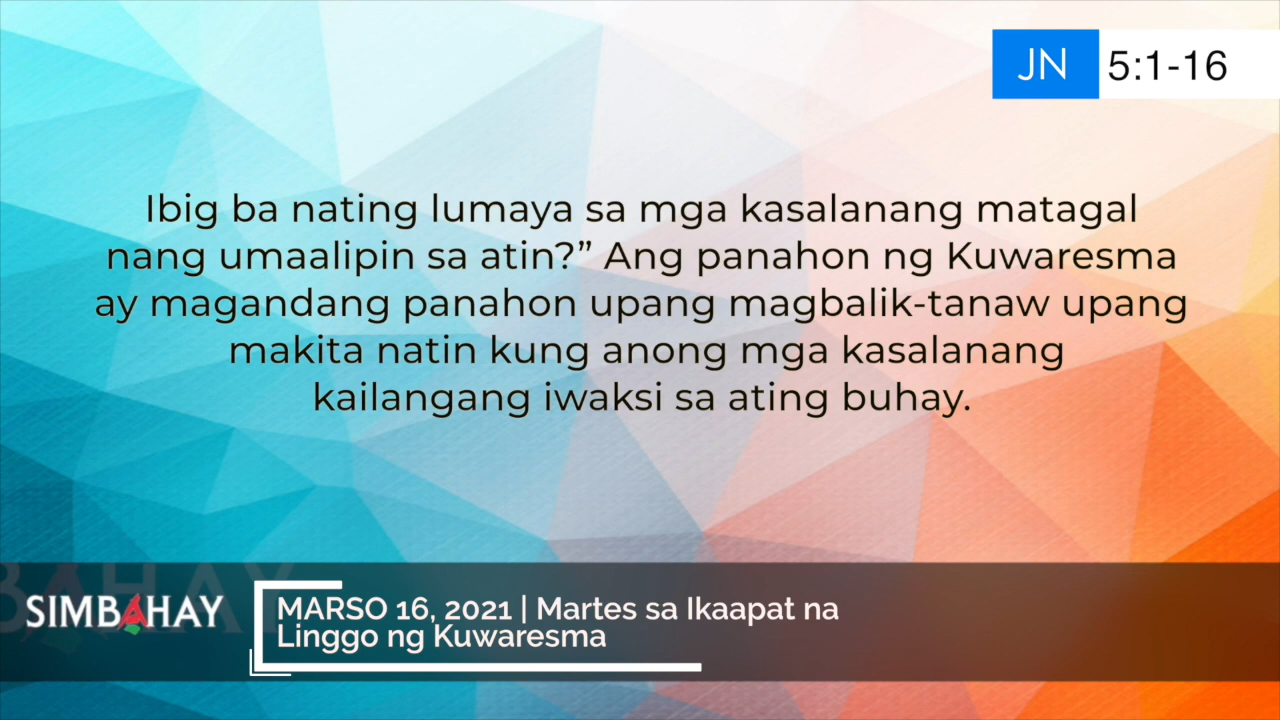 JN 5:1-16
Ibig ba nating lumaya sa mga kasalanang matagal
nang umaalipin sa atin?” Ang panahon ng Kuwaresma
ay magandang panahon upang magbalik-tanaw upang
makita natin kung anong mga kasalanang
kailangang iwaksi sa ating buhay.
SIMBAHAY
MARSO 16, 2021 | Martes sa Ikaapat na
Linggo ng Kuwaresma